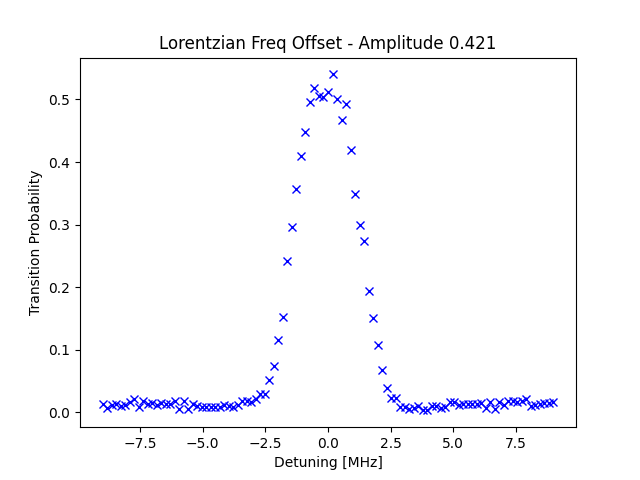 Lorentzian Freq Offset - Amplitude 0.421
Transition Probability
0.5
0.4
0.3
0.2
0.1
0.0
−7.5 −5.0 −2.5 0.0 2.5 5.0 7.5
Detuning [MHz]